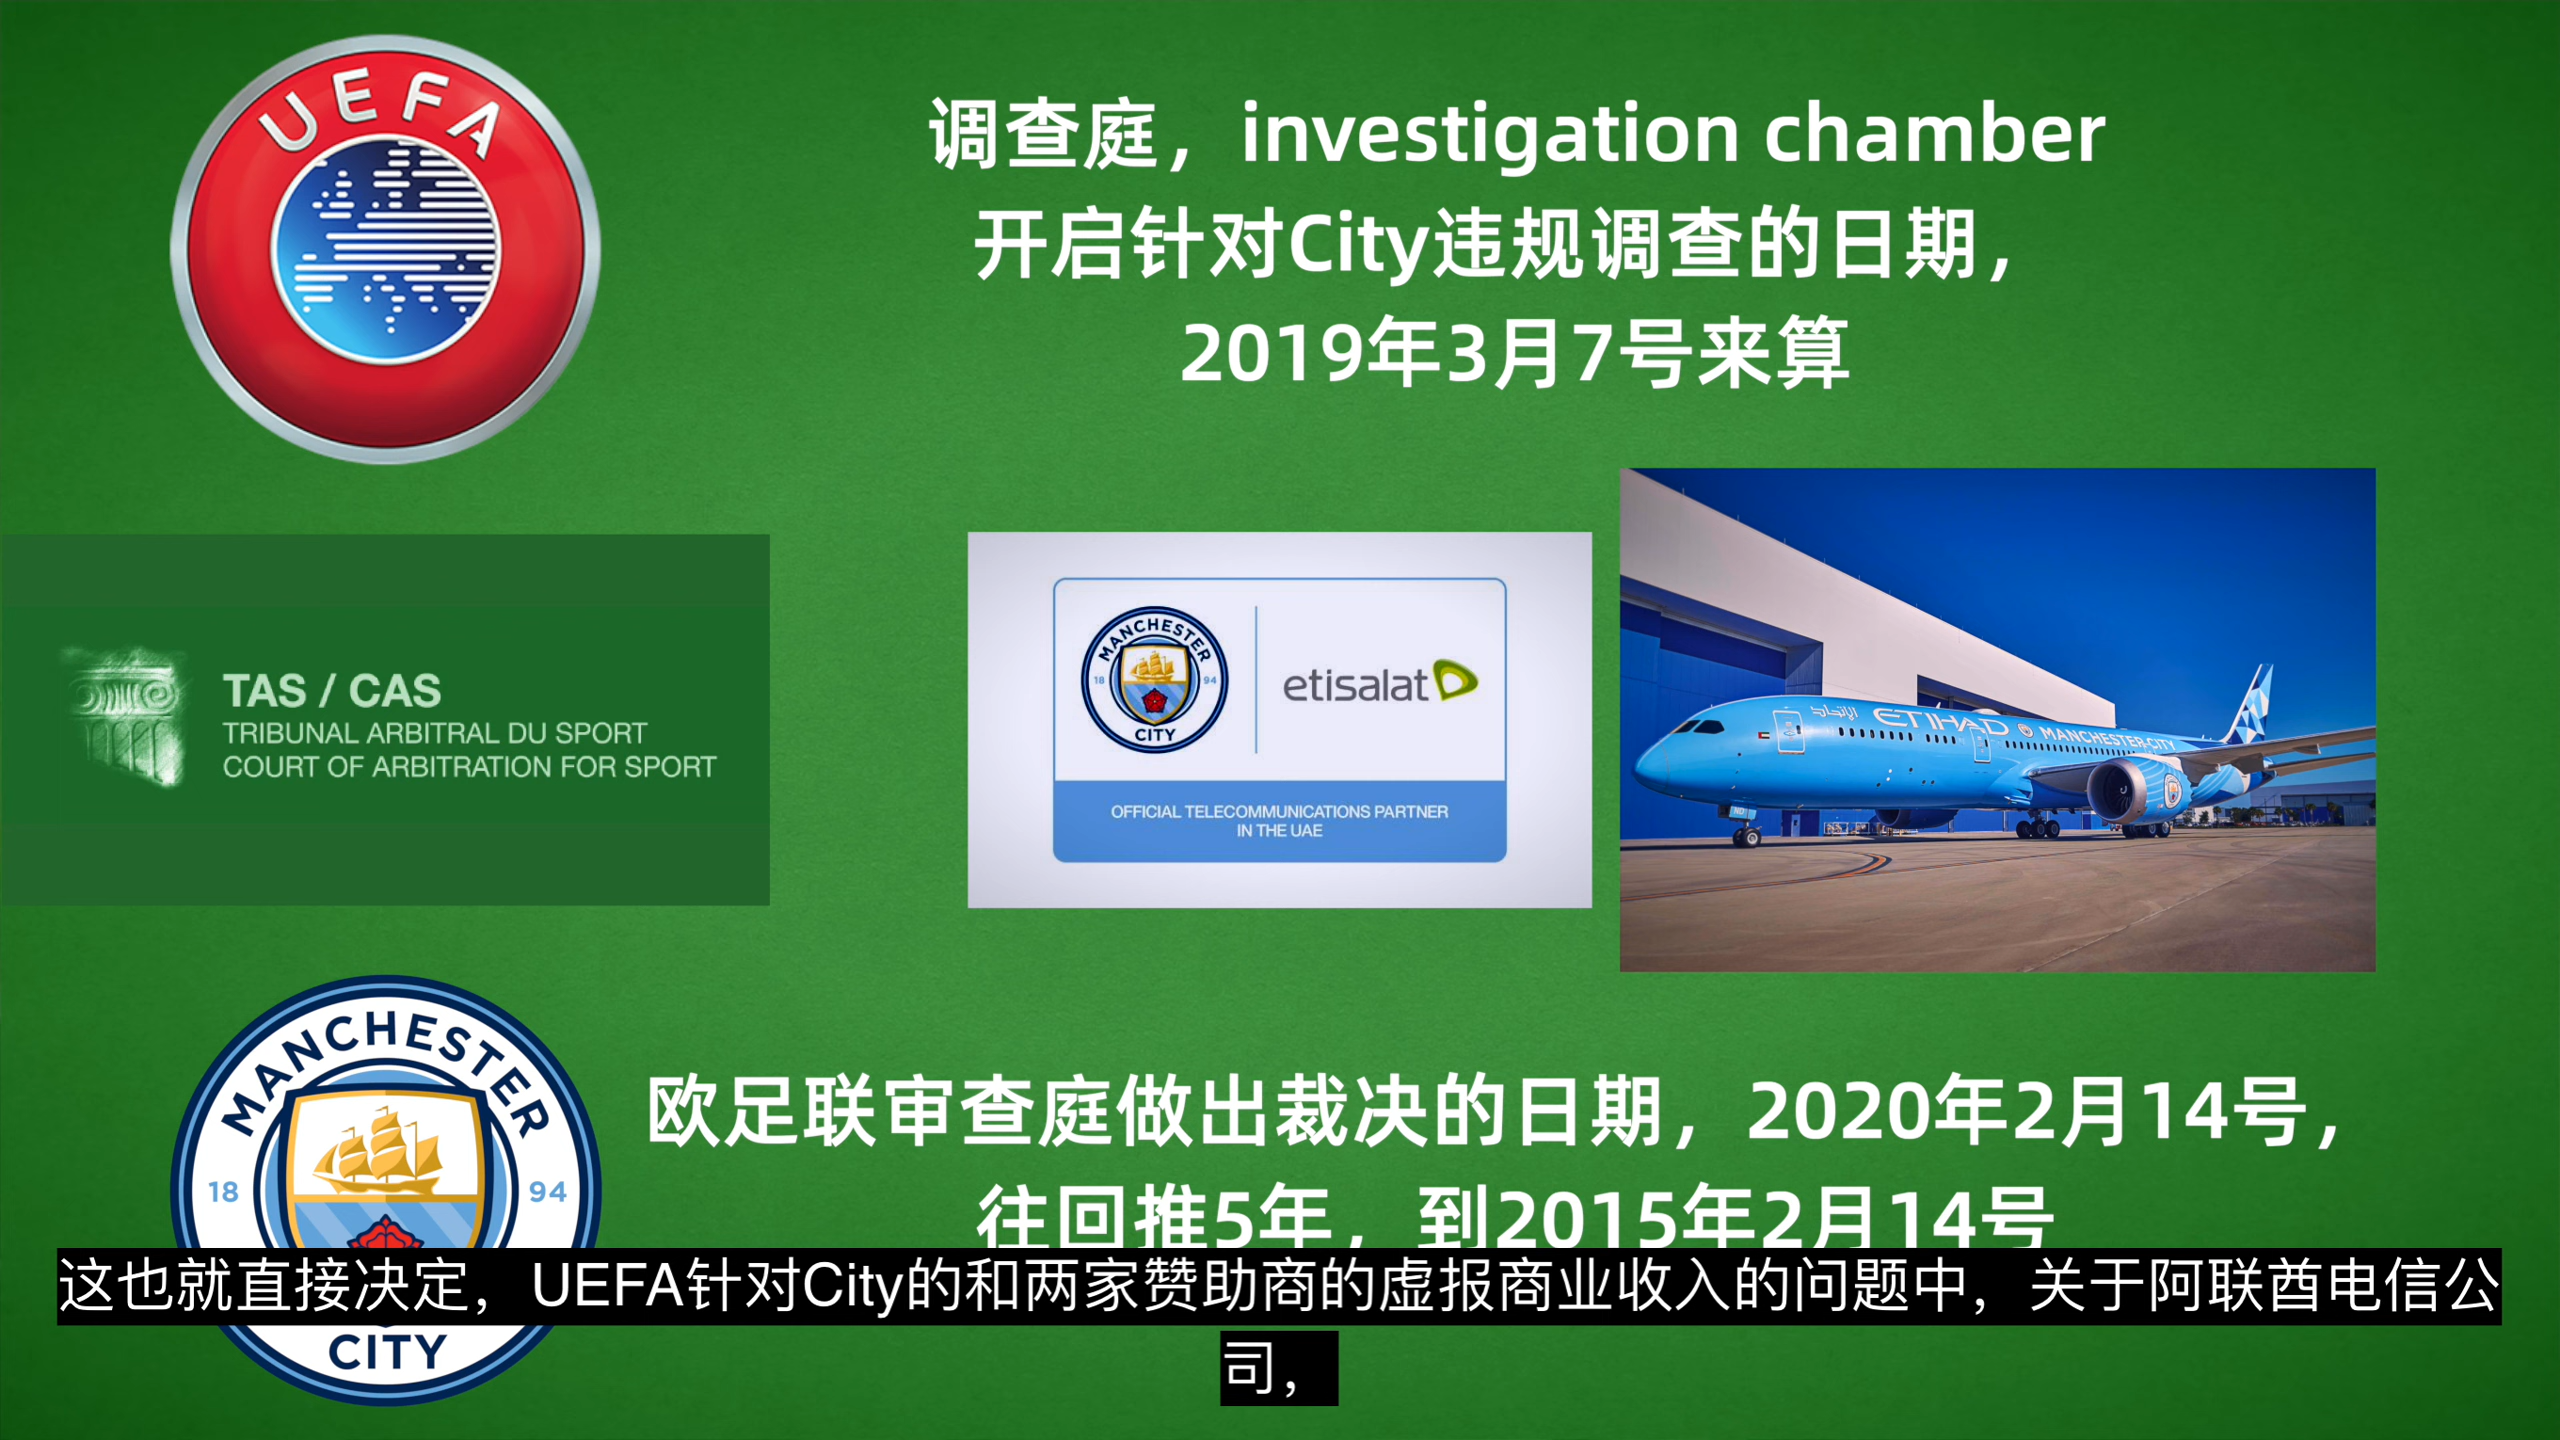 UEFA
调查庭，investigation chamber
开启针对City违规调查的日期，
2019年3月7号来算
TAS / CAS
TRIBUNAL ARBITRAL DU SPORT
COURT OF ARBITRATION FOR SPORT
MANCHESTER
18 94
CITY
etisalat
OFFICIAL TELECOMMUNICATIONS PARTNER
IN THE UAE
الاتحاد ETIHAD MANCHESTER CITY
ND
MANCHESTER
18 94
CITY
欧足联审查庭做出裁决的日期，2020年2月14号，
往回推5年，到2015年2月14号
这也就直接决定，UEFA针对City的和两家赞助商的虚报商业收入的问题中，关于阿联酋电信公
司，